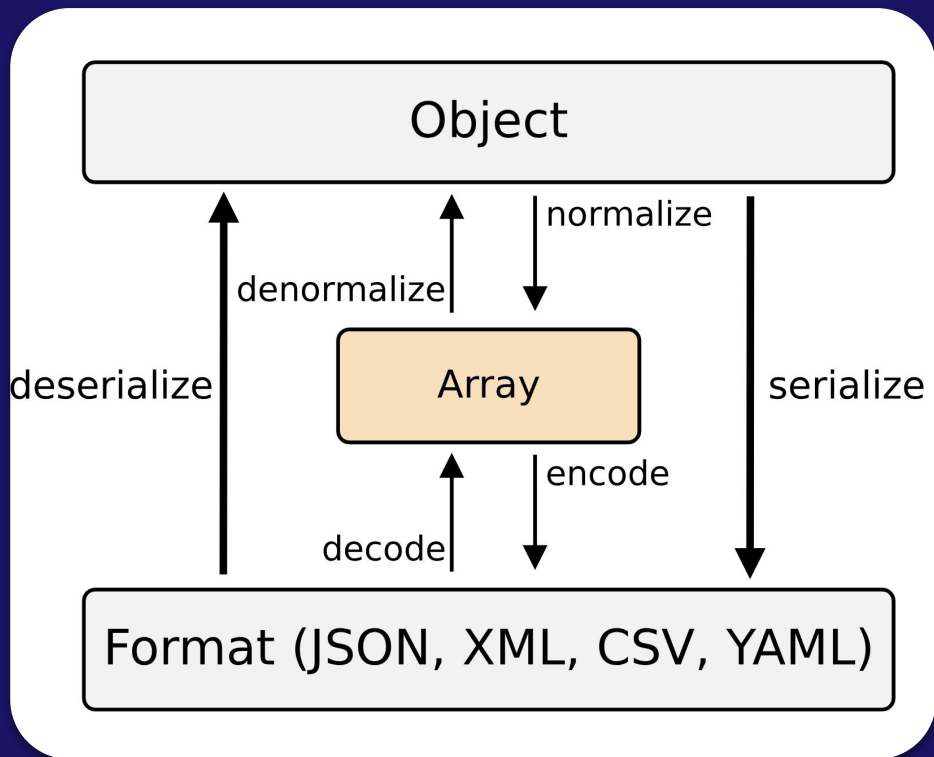 Object
normalize
denormalize
deserialize
Array
serialize
encode
decode
Format (JSON, XML, CSV, YAML)